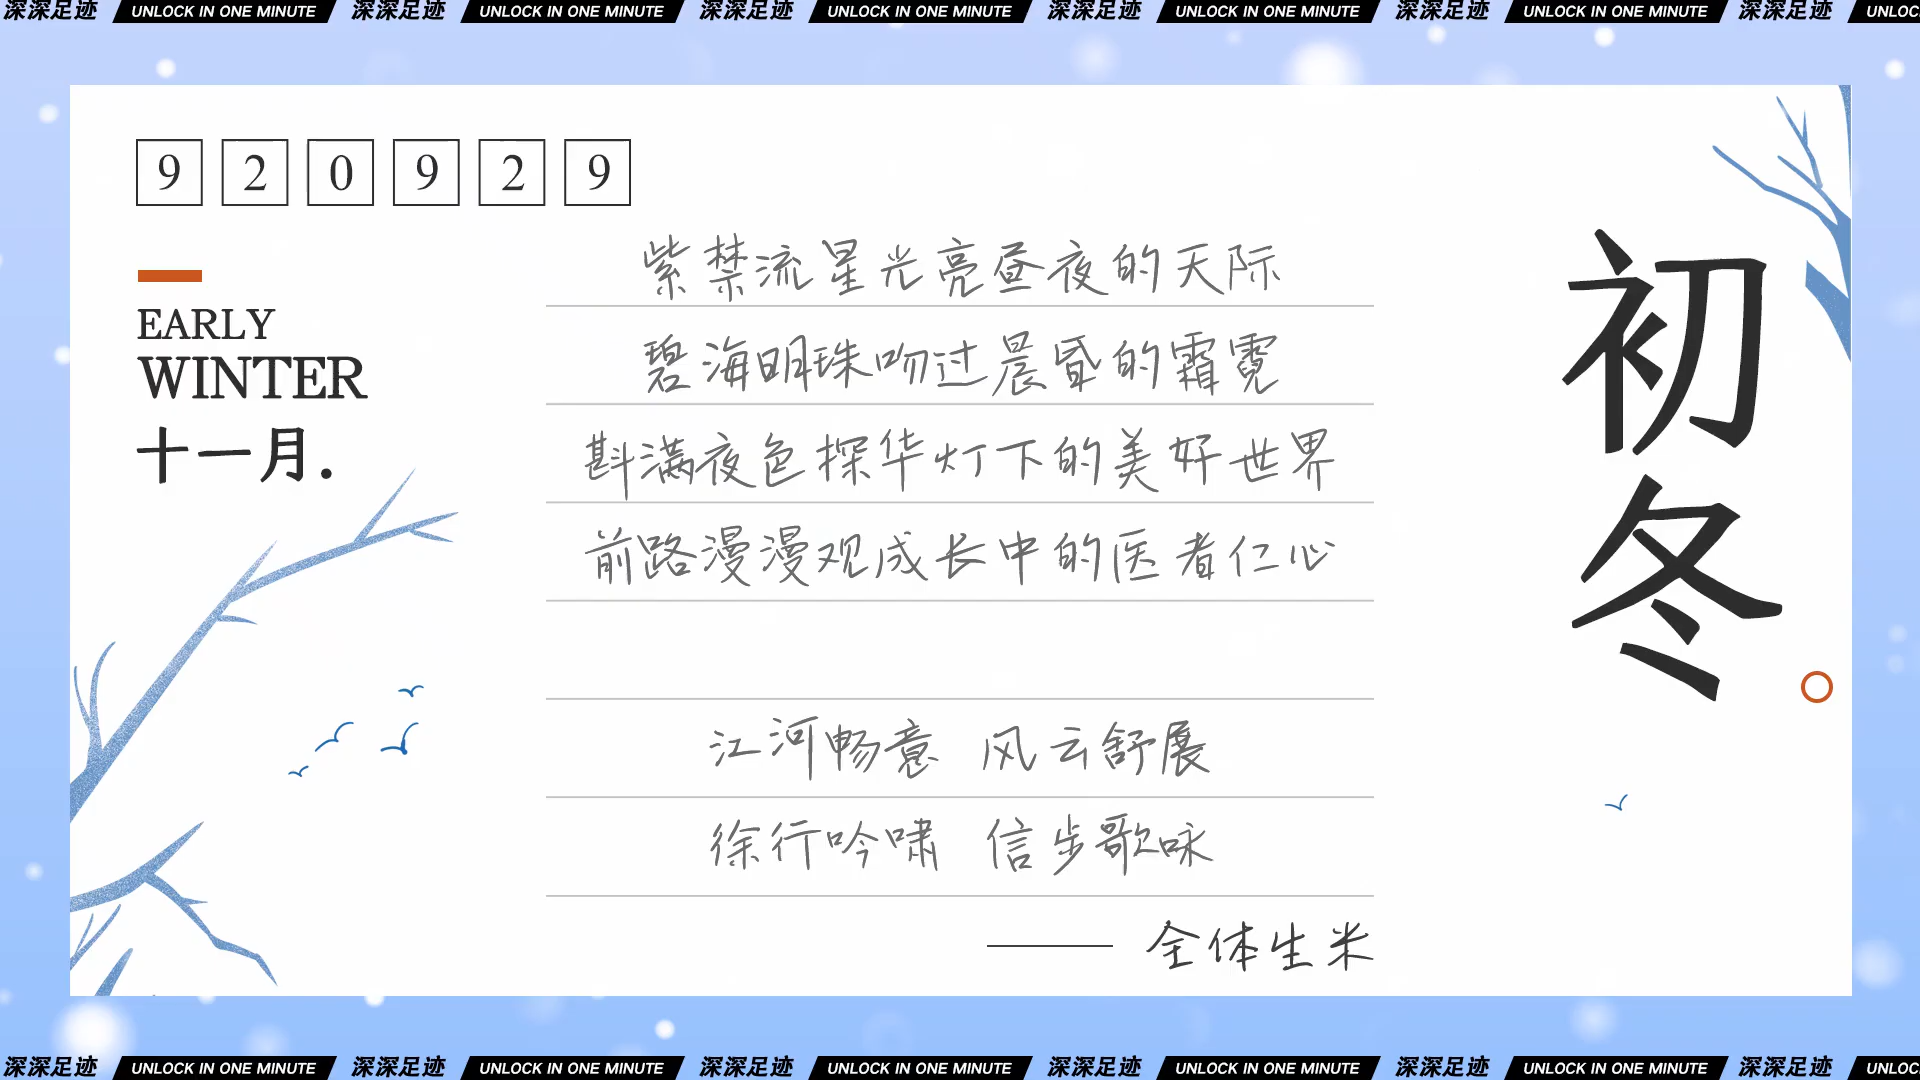 深深足迹 UNLOCK IN ONE MINUTE 深深足迹 UNLOCK IN ONE MINUTE 深深足迹 UNLOCK IN ONE MINUTE 深深足迹 UNLOCK IN ONE MINUTE 深深足迹 UNLOCK IN ONE MINUTE 深深足迹 UNLOC
920929
EARLY
WINTER
十一月.
紫禁流星光亮昼夜的天际
碧海明珠吻过晨昏的霜霓
斟满夜色探华灯下的美好世界
前路漫漫观成长中的医者仁心
江河畅意 风云舒展
徐行吟啸 信步歌咏
——全体生米
初冬
深深足迹 UNLOCK IN ONE MINUTE 深深足迹 UNLOCK IN ONE MINUTE 深深足迹 UNLOCK IN ONE MINUTE 深深足迹 UNLOCK IN ONE MINUTE 深深足迹 UNLOCK IN ONE MINUTE 深深足迹 UNLOC